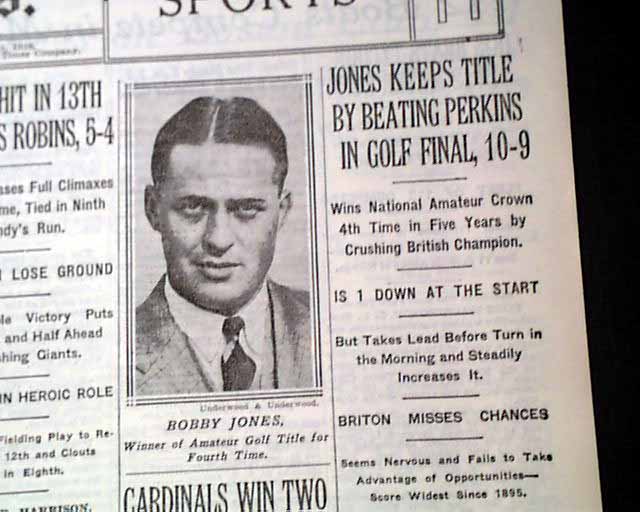 SPORTS
Times Company.
HIT IN 13TH
ROBINS, 5-4
Full Climaxes
Tied in Ninth
Run.
LOSE GROUND
Victory Puts
and Half Ahead
Giants.
IN HEROIC ROLE
Fielding Play to Re-
12th and Clouts
in Eighth.
HARRISON.
Underwood & Underwood.
BOBBY JONES,
Winner of Amateur Golf Title for
Fourth Time.
CARDINALS WIN TWO
JONES KEEPS TITLE
BY BEATING PERKINS
IN GOLF FINAL, 10-9
Wins National Amateur Crown
4th Time in Five Years by
Crushing British Champion.
IS 1 DOWN AT THE START
But Takes Lead Before Turn in
the Morning and Steadily
Increases It.
BRITON MISSES CHANCES
Seems Nervous and Fails to Take
Advantage of Opportunities—
Score Widest Since 1895.